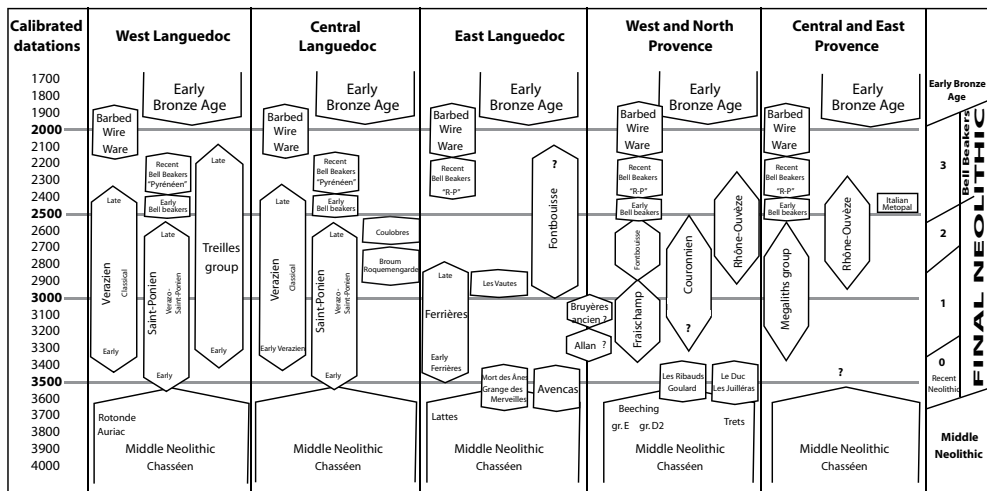 Calibrated
datations
West Languedoc
Central
Languedoc
East Languedoc
West and North
Provence
Central and East
Provence
1700
1800
1900
2000
2100
2200
2300
2400
2500
2600
2700
2800
2900
3000
3100
3200
3300
3400
3500
3600
3700
3800
3900
4000
Early
Bronze Age
Barbed
Wire
Ware
Recent
Bell Beakers
"Pyrénéen"
Early
Bell beakers
Late
Verazien
Classical
Early
Late
Saint-Ponien
Verazo-
Saint-Ponien
Early
Late
Treilles
group
Early
Rotonde
Auriac
Middle Neolithic
Chasséen
Early
Bronze Age
Barbed
Wire
Ware
Recent
Bell Beakers
"Pyrénéen"
Early
Bell beakers
Late
Verazien
Classical
Early Verazien
Late
Saint-Ponien
Verazo-
Saint-Ponien
Early
Coulobres
Broum
Roquemengarde
Middle Neolithic
Chasséen
Early
Bronze Age
Barbed
Wire
Ware
Recent
Bell Beakers
"R-P"
?
Fontbouisse
Late
Ferrières
Early
Ferrières
Les Vautes
Bruyères
ancien ?
Allan ?
Mort des Ânes
Grange des
Merveilles
Avencas
Lattes
Middle Neolithic
Chasséen
Early
Bronze Age
Barbed
Wire
Ware
Recent
Bell Beakers
"R-P"
Early
Bell beakers
Fontbouisse
Fraischamp
Couronnien
?
Rhône-Ouvèze
Les Ribauds
Goulard
Le Duc
Les Juilléras
Beeching
gr.E gr.D2
Trets
Middle Neolithic
Chasséen
Early
Bronze Age
Barbed
Wire
Ware
Recent
Bell Beakers
"R-P"
Early
Bell beakers
Megaliths group
Rhône-Ouvèze
Italian
Metopal
?
Middle Neolithic
Chasséen
Early Bronze
Age
3
2
1
0
Recent
Neolithic
Bell Beakers
FINAL NEOLITHIC
Middle
Neolithic